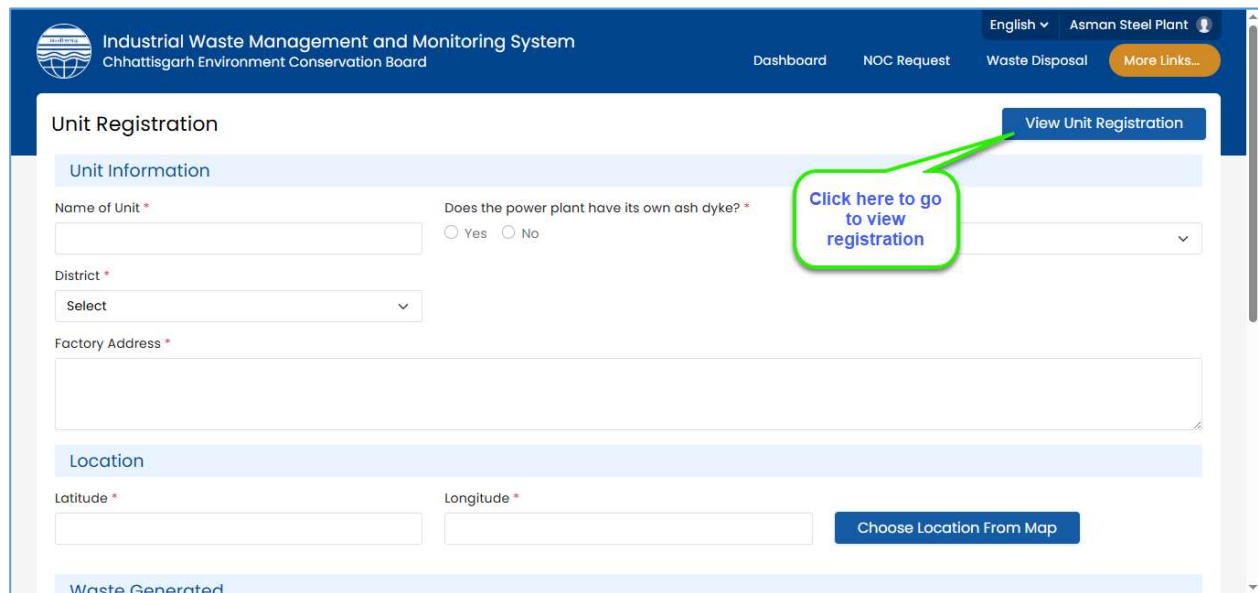 English
Asman Steel Plant
Industrial Waste Management and Monitoring System
Chhattisgarh Environment Conservation Board
Dashboard
NOC Request
Waste Disposal
More Links...
Unit Registration
View Unit Registration
Unit Information
Click here to go
to view
registration
Name of Unit *
Does the power plant have its own ash dyke? *
Yes
No
District *
Select
Factory Address *
Location
Latitude *
Longitude *
Choose Location From Map
Waste Generated